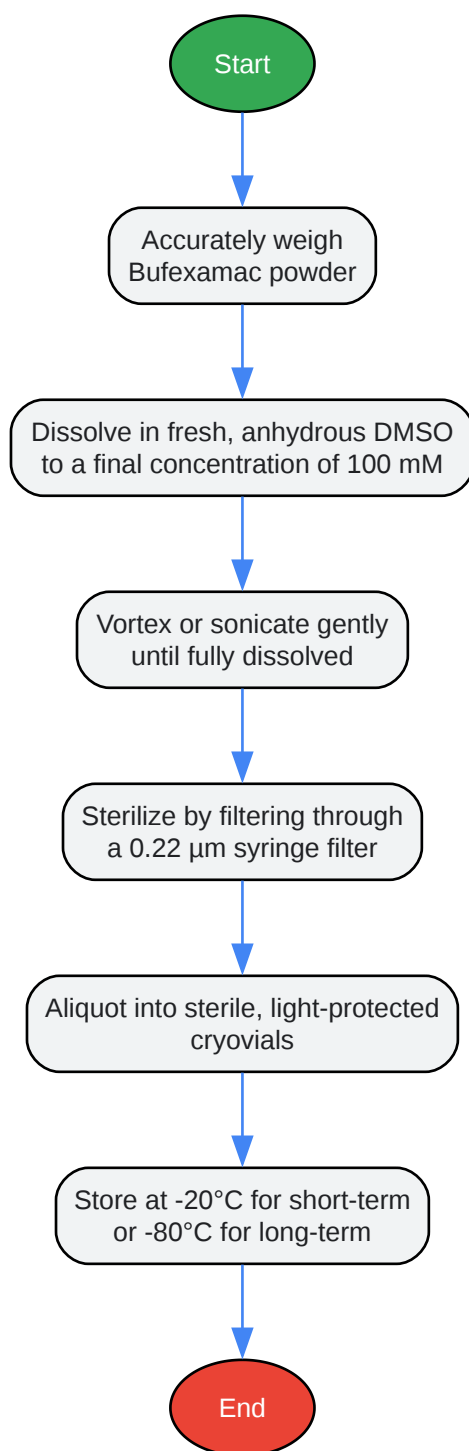 Start
Accurately weigh
Bufexamac powder
Dissolve in fresh, anhydrous DMSO
to a final concentration of 100 mM
Vortex or sonicate gently
until fully dissolved
Sterilize by filtering through
a 0.22 µm syringe filter
Aliquot into sterile, light-protected
cryovials
Store at -20°C for short-term
or -80°C for long-term
End